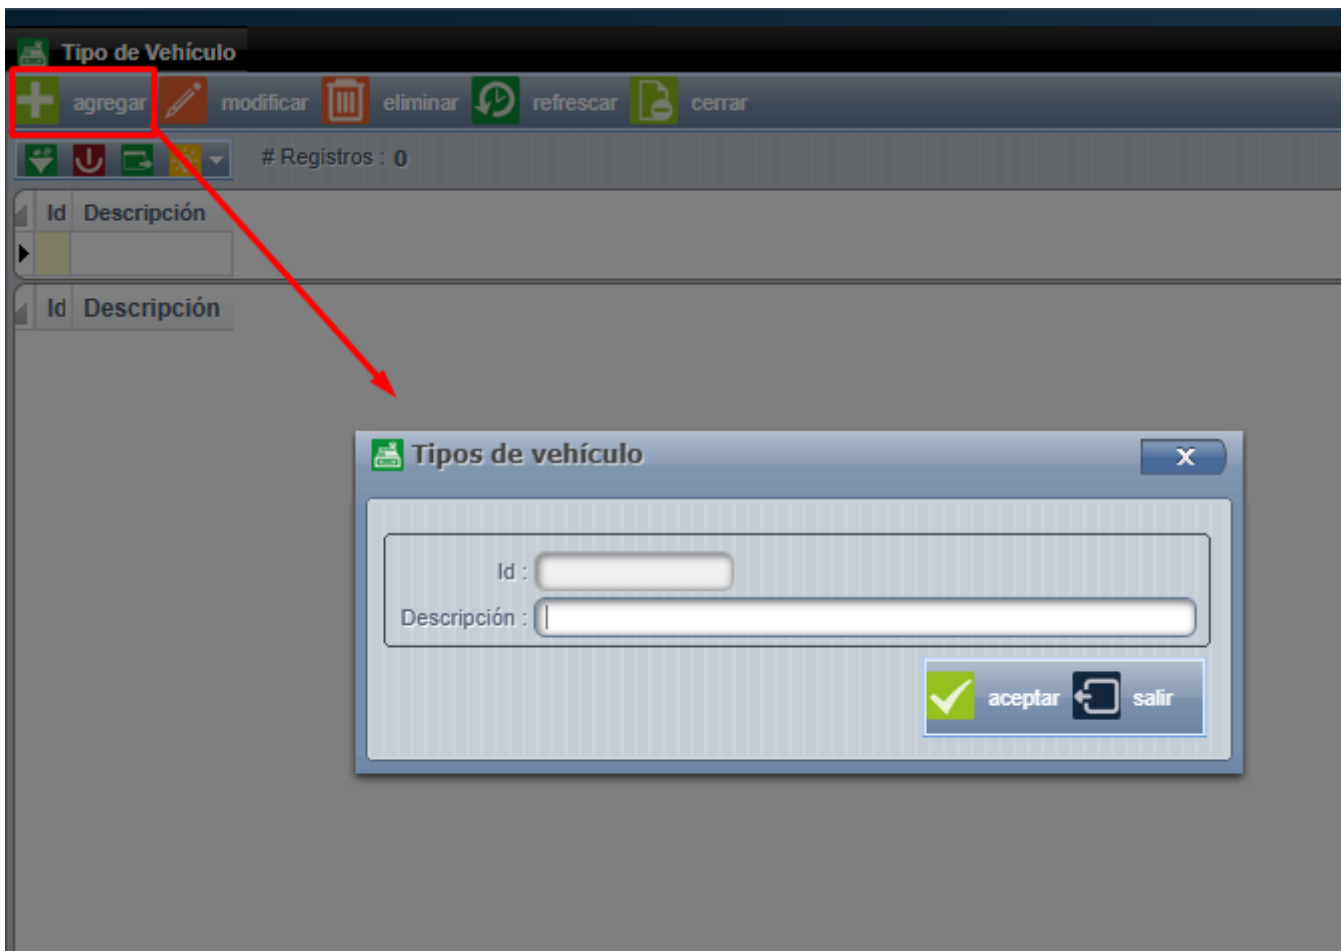 Tipo de Vehículo
agregar modificar eliminar refrescar cerrar
# Registros : 0
Id Descripción
Id Descripción
Tipos de vehículo
x
Id :
Descripción :
aceptar salir